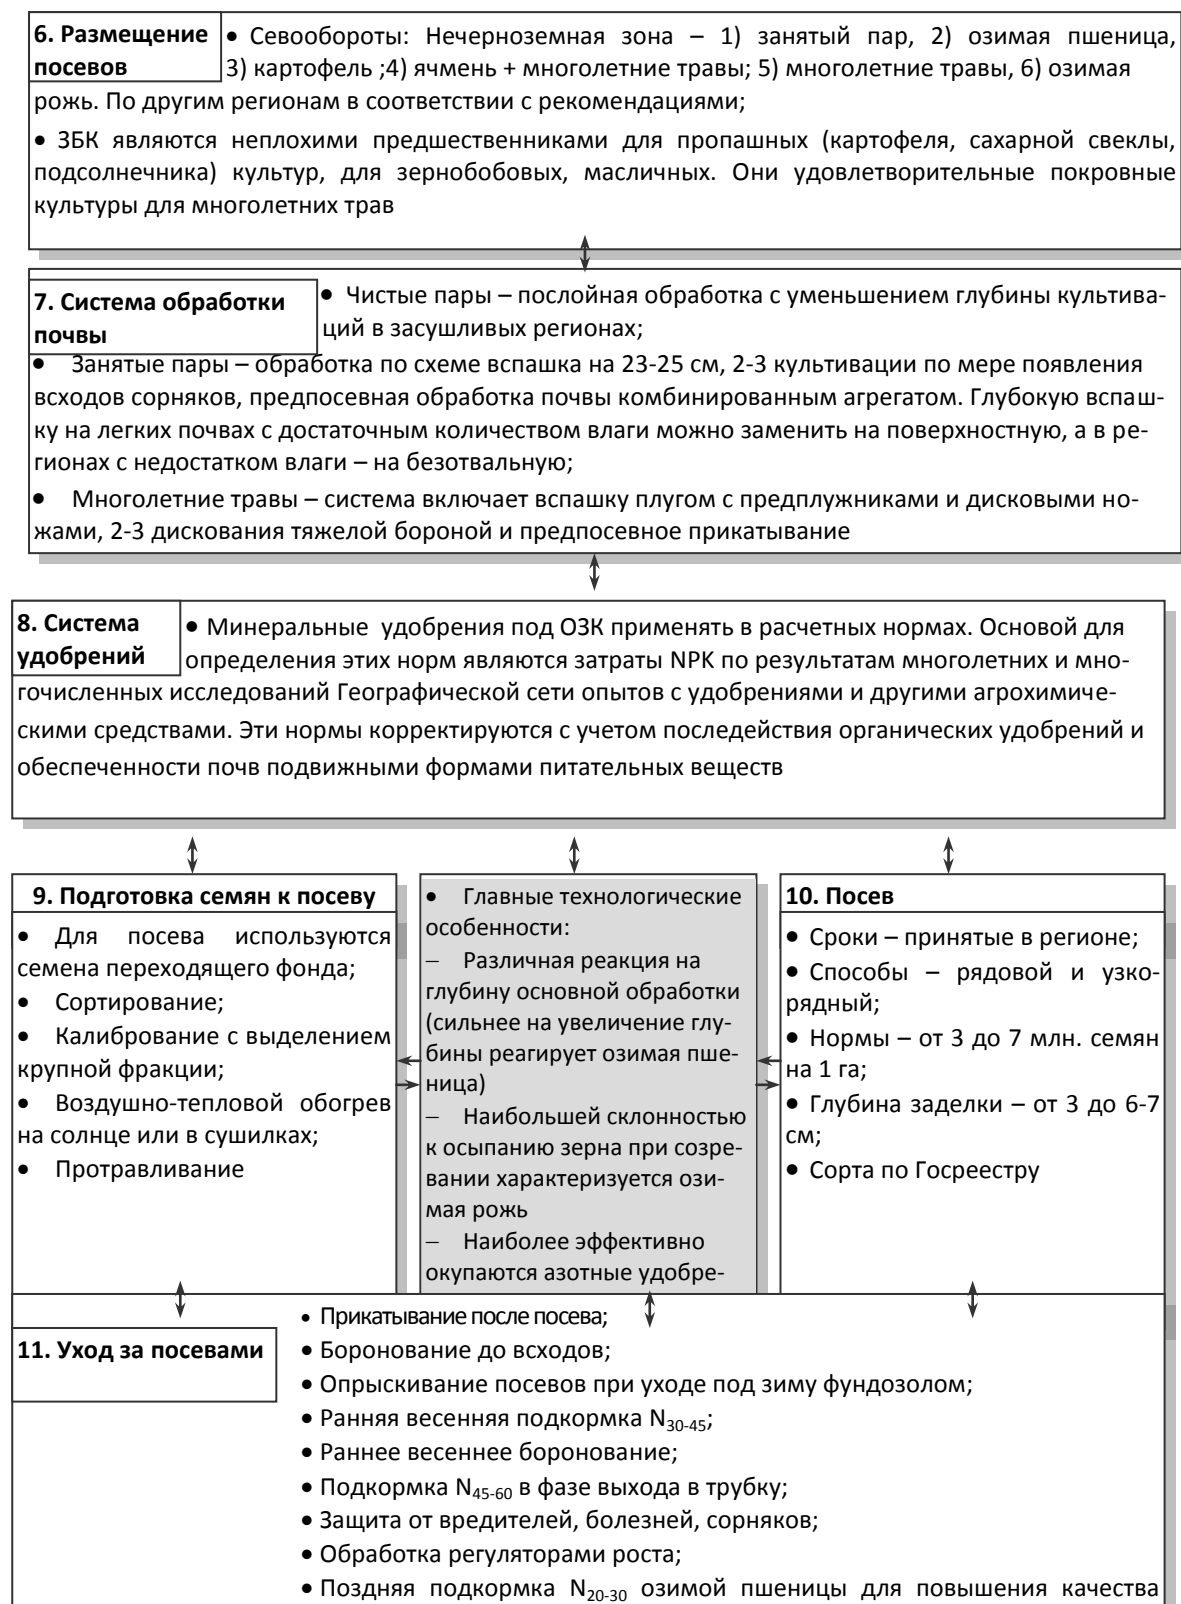 6. Размещение
посевов
• Севообороты: Нечерноземная зона – 1) занятый пар, 2) озимая пшеница,
3) картофель ;4) ячмень + многолетние травы; 5) многолетние травы, 6) озимая
рожь. По другим регионам в соответствии с рекомендациями;
• ЗБК являются неплохими предшественниками для пропашных (картофеля, сахарной свеклы,
подсолнечника) культур, для зернобобовых, масличных. Они удовлетворительные покровные
культуры для многолетних трав
7. Система обработки
почвы
• Чистые пары – послойная обработка с уменьшением глубины культива-
ций в засушливых регионах;
• Занятые пары – обработка по схеме вспашка на 23-25 см, 2-3 культивации по мере появления
всходов сорняков, предпосевная обработка почвы комбинированным агрегатом. Глубокую вспаш-
ку на легких почвах с достаточным количеством влаги можно заменить на поверхностную, а в ре-
гионах с недостатком влаги – на безотвальную;
• Многолетние травы – система включает вспашку плугом с предплужниками и дисковыми но-
жами, 2-3 дискования тяжелой бороной и предпосевное прикатывание
8. Система
удобрений
• Минеральные удобрения под ОЗК применять в расчетных нормах. Основой для
определения этих норм являются затраты NPK по результатам многолетних и мно-
гочисленных исследований Географической сети опытов с удобрениями и другими агрохимиче-
скими средствами. Эти нормы корректируются с учетом последействия органических удобрений и
обеспеченности почв подвижными формами питательных веществ
9. Подготовка семян к посеву
• Для посева используются
семена переходящего фонда;
• Сортирование;
• Калибрование с выделением
крупной фракции;
• Воздушно-тепловой обогрев
на солнце или в сушилках;
• Протравливание
• Главные технологические
особенности:
– Различная реакция на
глубину основной обработки
(сильнее на увеличение глу-
бины реагирует озимая пше-
ница)
– Наибольшей склонностью
к осыпанию зерна при созре-
вании характеризуется ози-
мая рожь
– Наиболее эффективно
окупаются азотные удобре-
10. Посев
• Сроки – принятые в регионе;
• Способы – рядовой и узко-
рядный;
• Нормы – от 3 до 7 млн. семян
на 1 га;
• Глубина заделки – от 3 до 6-7
см;
• Сорта по Госреестру
11. Уход за посевами
• Прикатывание после посева;
• Боронование до всходов;
• Опрыскивание посевов при уходе под зиму фундозолом;
• Ранняя весенняя подкормка N30-45;
• Раннее весеннее боронование;
• Подкормка N45-60 в фазе выхода в трубку;
• Защита от вредителей, болезней, сорняков;
• Обработка регуляторами роста;
• Поздняя подкормка N20-30 озимой пшеницы для повышения качества